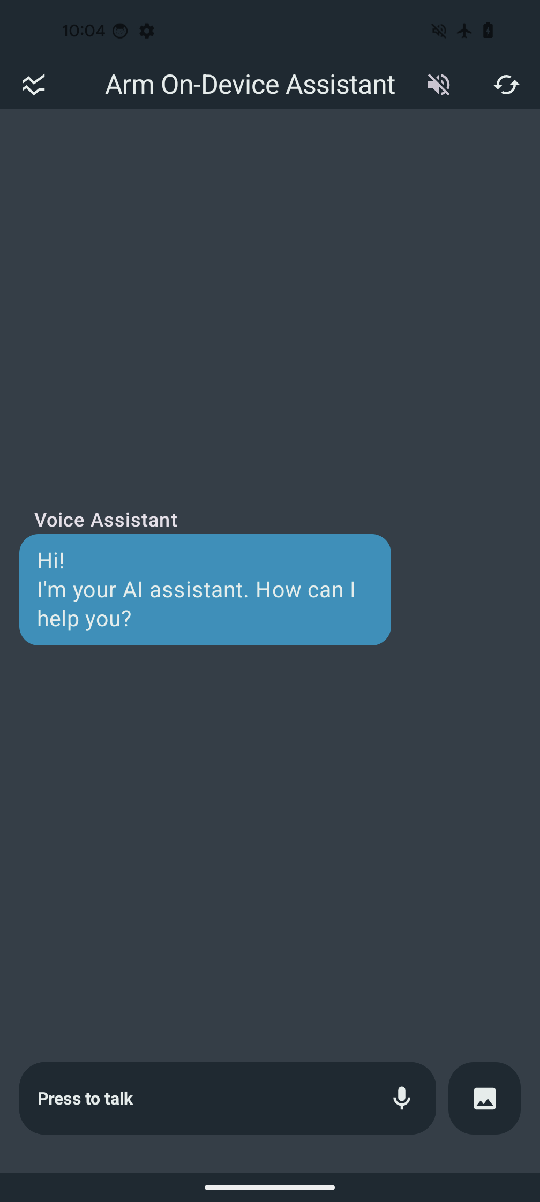 10:04
Arm On-Device Assistant
Voice Assistant
Hi!
I'm your AI assistant. How can I
help you?
Press to talk